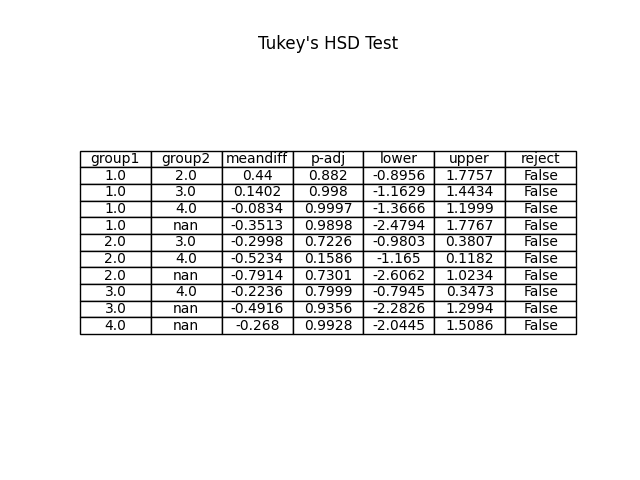 Tukey's HSD Test
group1 group2 meandiff p-adj lower upper reject
1.0 2.0 0.44 0.882 -0.8956 1.7757 False
1.0 3.0 0.1402 0.998 -1.1629 1.4434 False
1.0 4.0 -0.0834 0.9997 -1.3666 1.1999 False
1.0 nan -0.3513 0.9898 -2.4794 1.7767 False
2.0 3.0 -0.2998 0.7226 -0.9803 0.3807 False
2.0 4.0 -0.5234 0.1586 -1.165 0.1182 False
2.0 nan -0.7914 0.7301 -2.6062 1.0234 False
3.0 4.0 -0.2236 0.7999 -0.7945 0.3473 False
3.0 nan -0.4916 0.9356 -2.2826 1.2994 False
4.0 nan -0.268 0.9928 -2.0445 1.5086 False